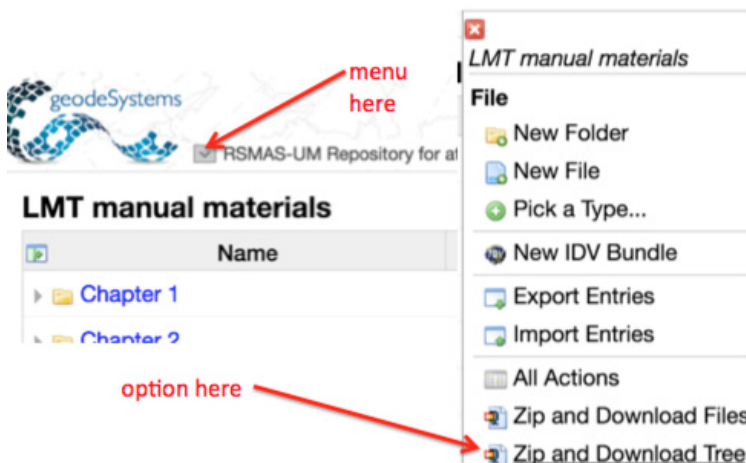 menu
here
geodeSystems
RSMAS-UM Repository for at
LMT manual materials
Name
Chapter 1
Chapter 2
option here
LMT manual materials
File
New Folder
New File
Pick a Type...
New IDV Bundle
Export Entries
Import Entries
All Actions
Zip and Download Files
Zip and Download Tree